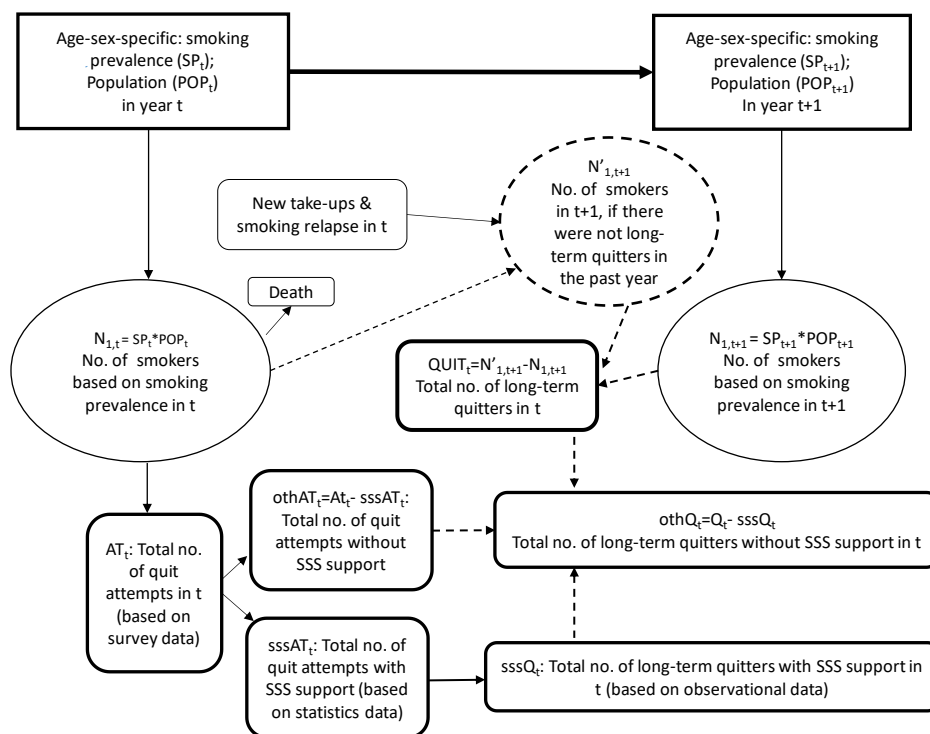 Age-sex-specific: smoking
prevalence (SPt);
Population (POPt)
in year t
Age-sex-specific: smoking
prevalence (SPt+1);
Population (POPt+1)
In year t+1
N’1,t+1
No. of smokers
in t+1, if there
were not long-
term quitters in
the past year
New take-ups &
smoking relapse in t
Death
N1,t = SPt*POPt
No. of smokers
based on smoking
prevalence in t
QUITt=N’1,t+1-N1,t+1
Total no. of long-term
quitters in t
N1,t+1 = SPt+1*POPt+1
No. of smokers
based on smoking
prevalence in t+1
othATt=Att- sssATt:
Total no. of quit
attempts without
SSS support
othQt=Qt- sssQt
Total no. of long-term quitters without SSS support in t
ATt: Total no.
of quit
attempts in t
(based on
survey data)
sssATt: Total no. of
quit attempts with
SSS support (based
on statistics data)
sssQt: Total no. of long-term quitters with SSS support in
t (based on observational data)